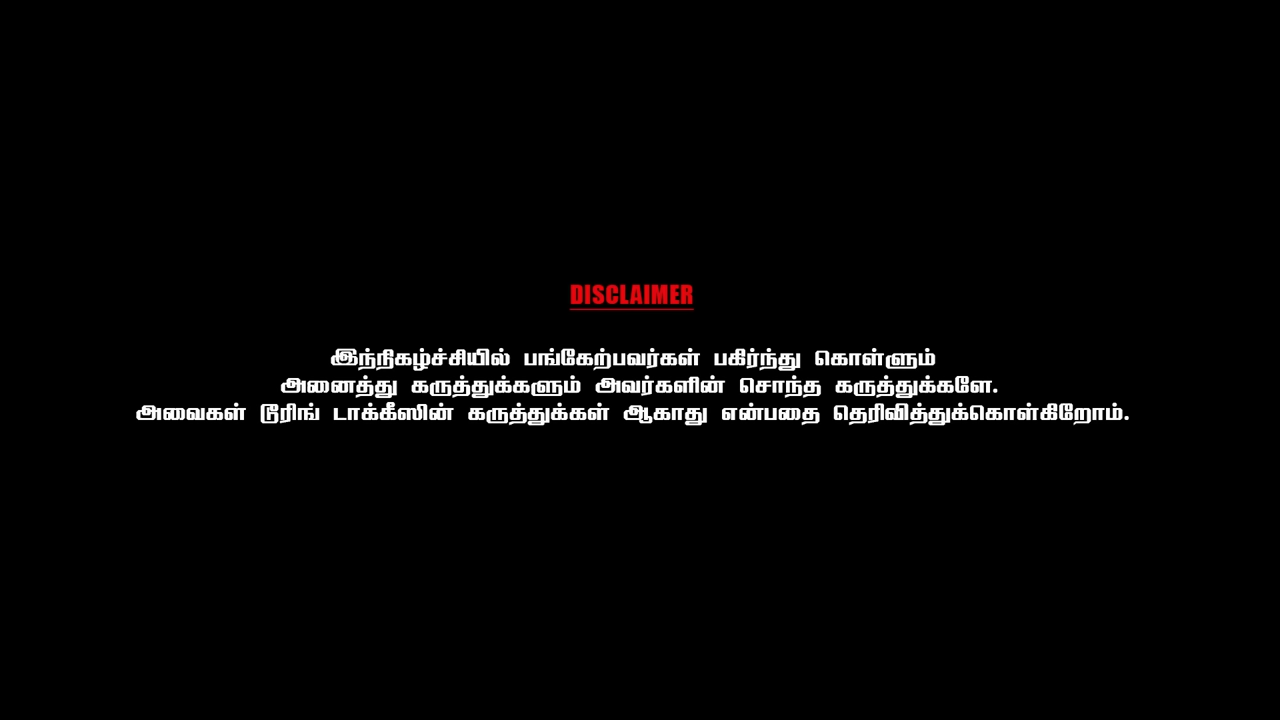 DISCLAIMER
இந்நிகழ்ச்சியில் பங்கேற்பவர்கள் பகிர்ந்து கொள்ளும்
அனைத்து கருத்துக்களும் அவர்களின் சொந்த கருத்துக்களே.
அவைகள் டூரிங் டாக்கீஸின் கருத்துக்கள் ஆகாது என்பதை தெரிவித்துக்கொள்கிறோம்.